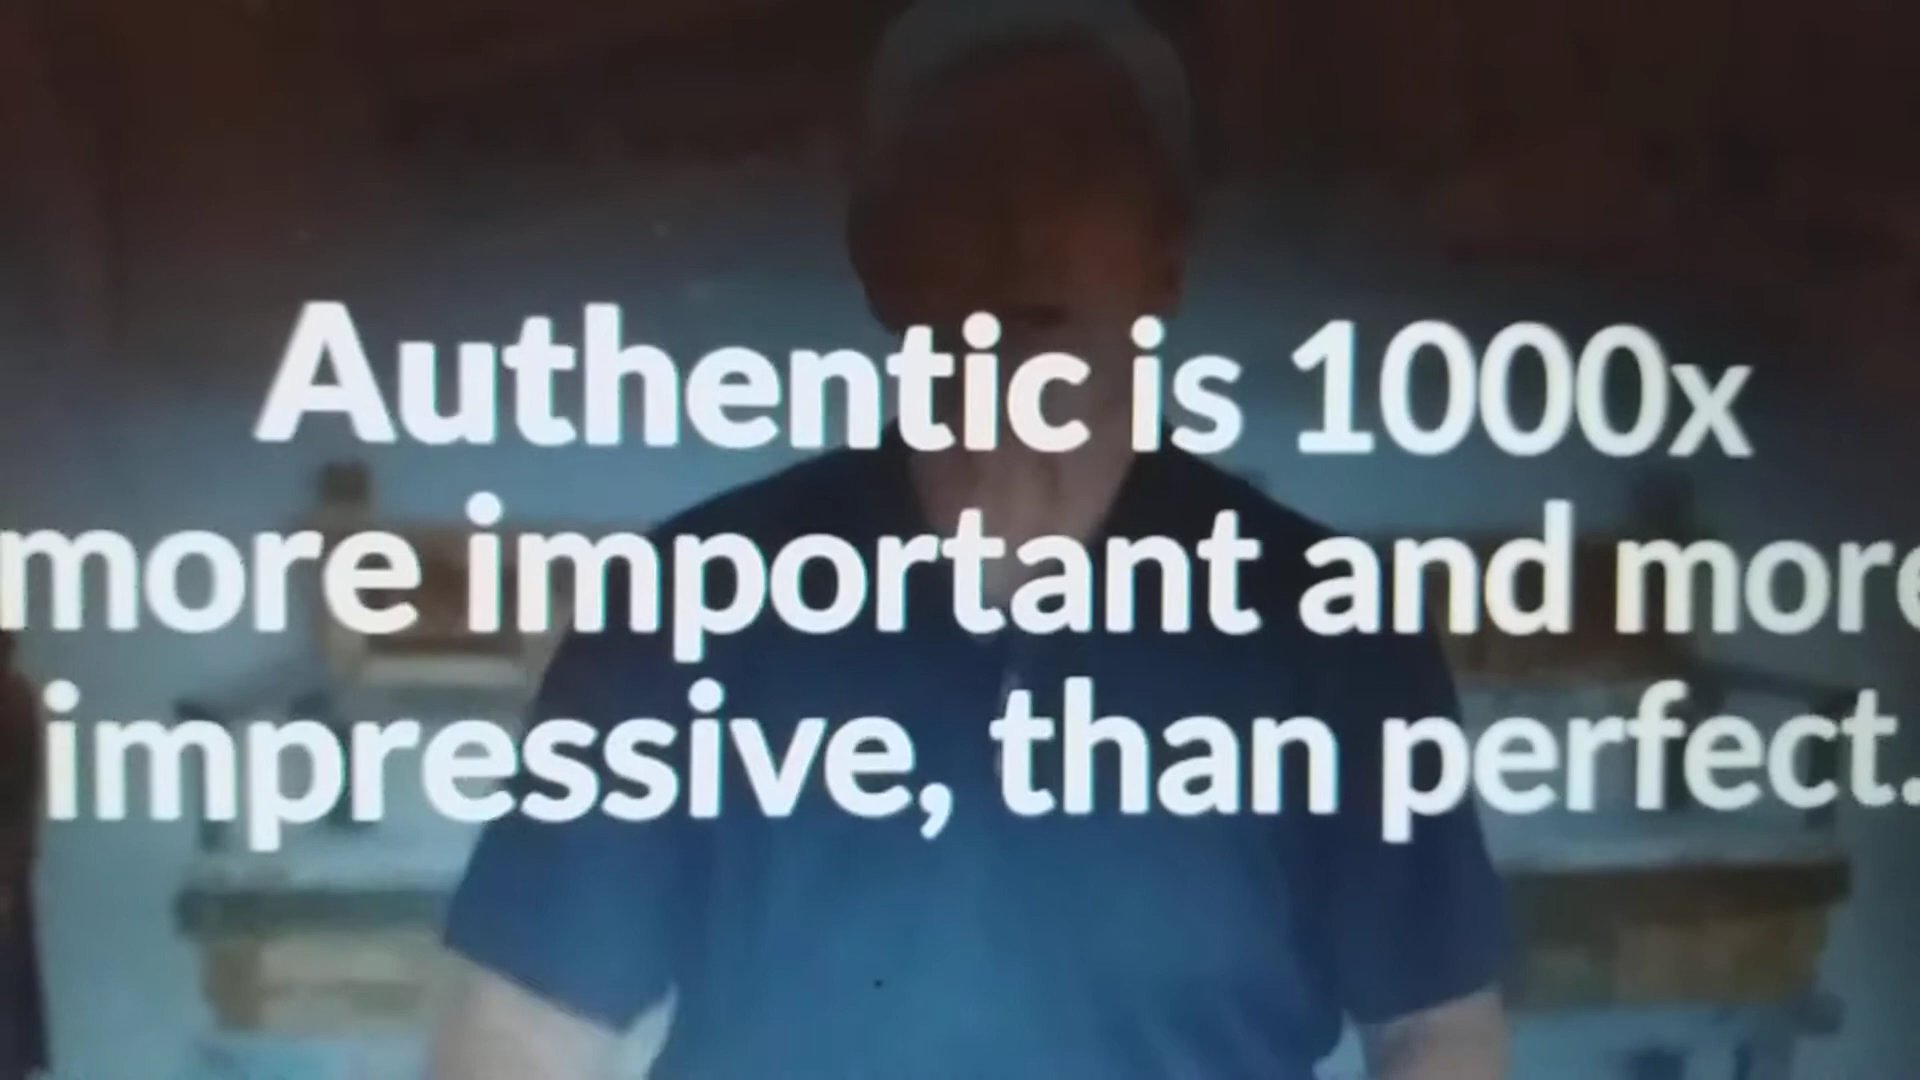 Authentic is 1000x
more important and more
impressive, than perfect.